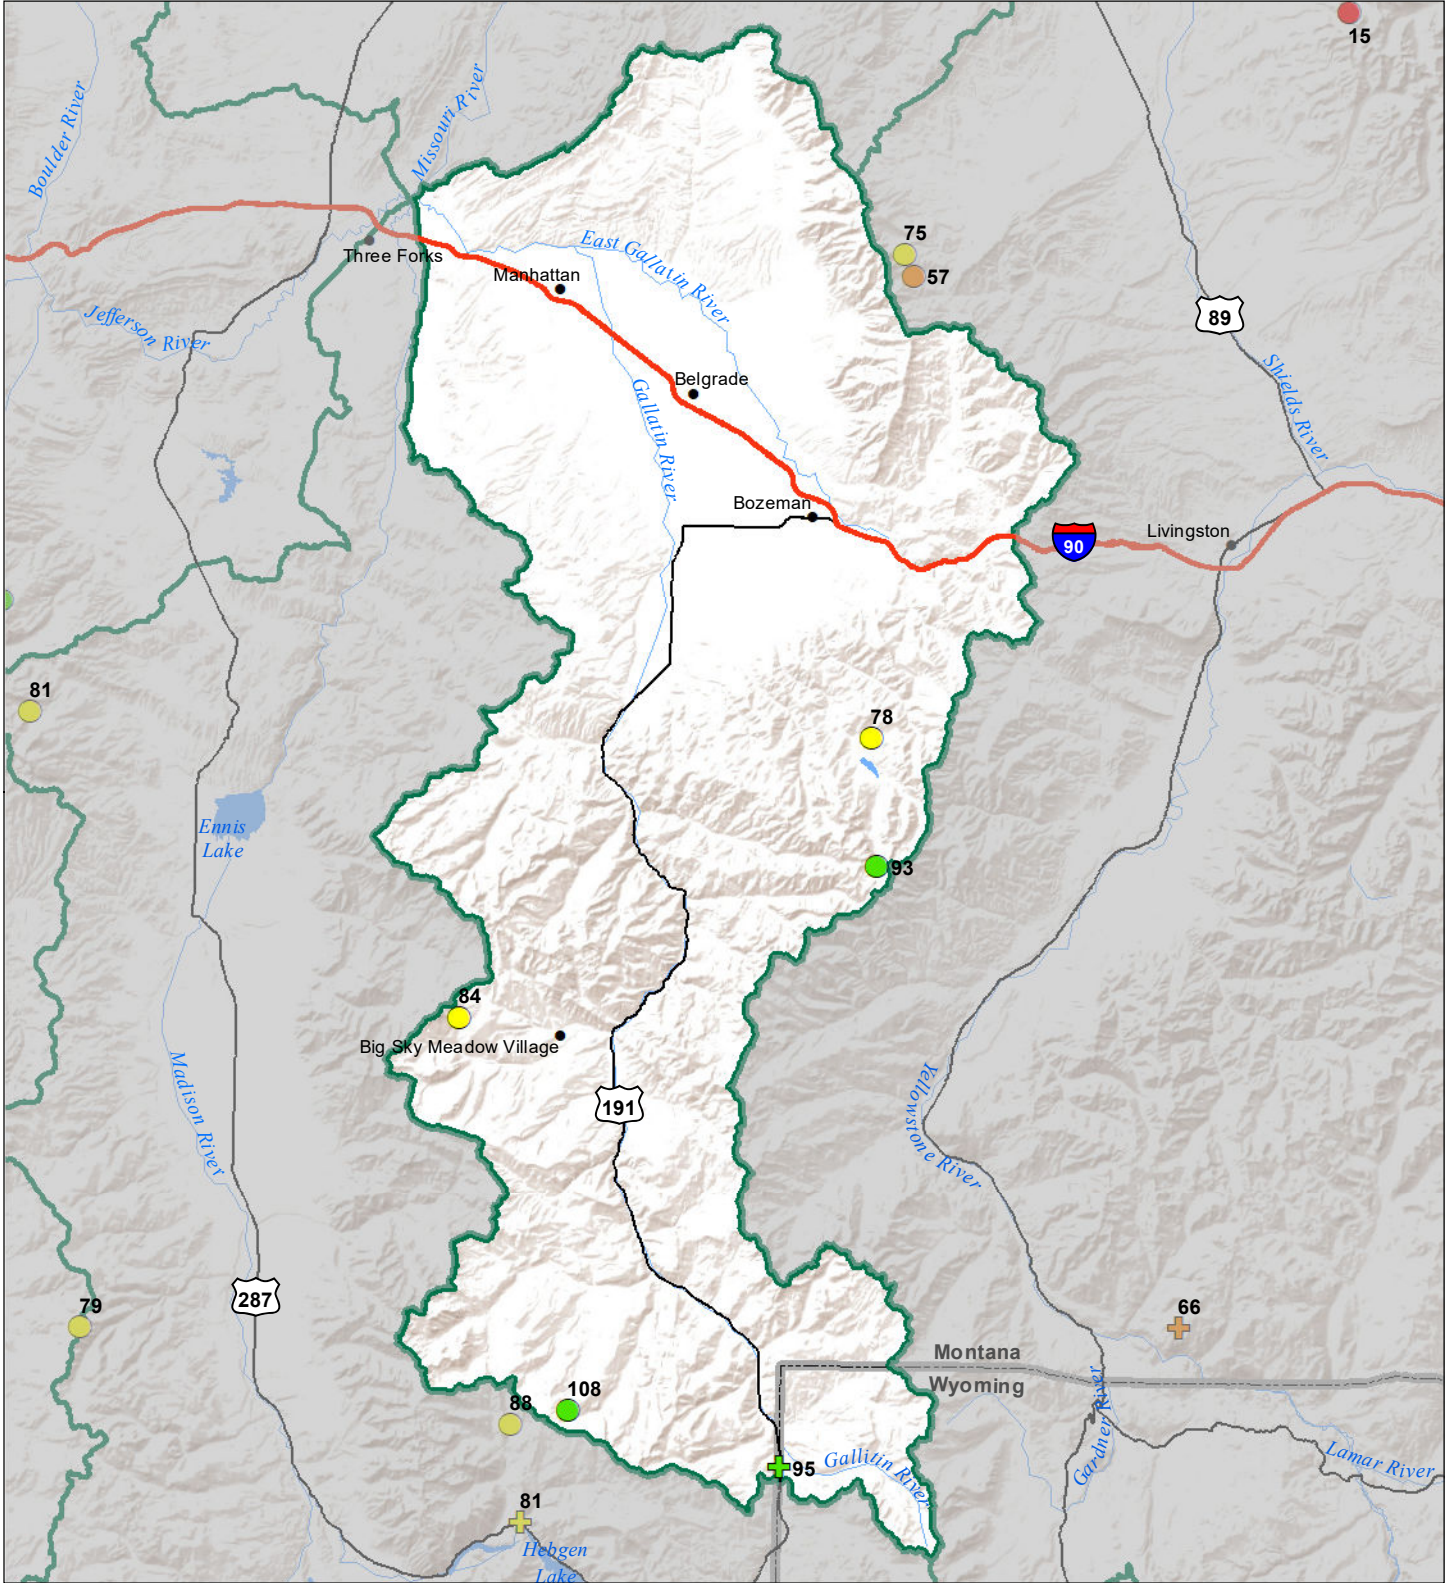 15
Boulder River
Missouri River
75
57
East Gallatin River
Three Forks
Manhattan
89
Jefferson River
Shields River
Belgrade
Gallatin River
Bozeman
Livingston
90
81
78
Ennis
Lake
93
84
Big Sky Meadow Village
Madison River
191
Yellowstone River
287
79
66
Montana
Wyoming
108
88
Gardner River
95
Gallitin River
Lamar River
81
Hebgen
Lake